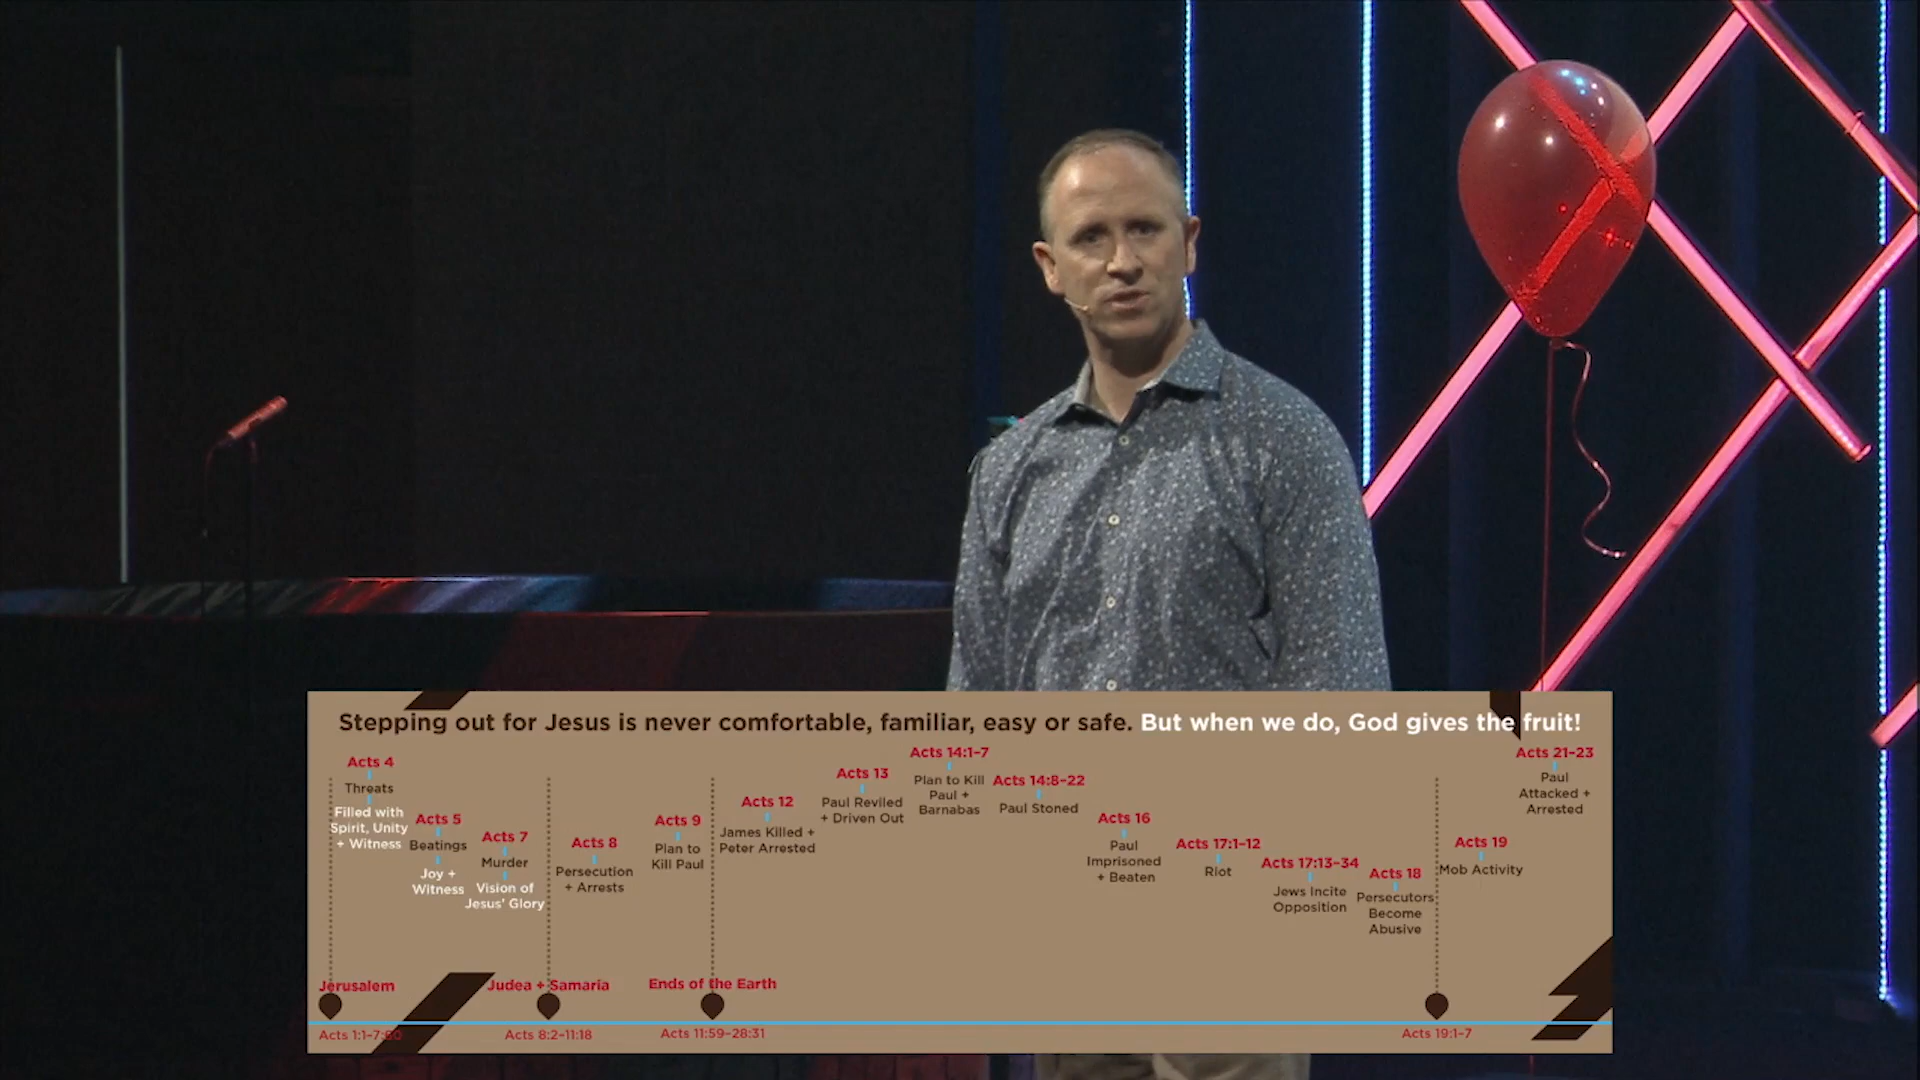 Stepping out for Jesus is never comfortable, familiar, easy or safe. But when we do, God gives the fruit!
Acts 4
Threats
Filled with
Spirit, Unity
+ Witness
Acts 5
Beatings
Joy +
Witness
Acts 7
Murder
Vision of
Jesus' Glory
Acts 8
Persecution
+ Arrests
Acts 9
Plan to
Kill Paul
Acts 12
James Killed +
Peter Arrested
Acts 13
Paul Reviled
+ Driven Out
Acts 14:1–7
Plan to Kill
Paul +
Barnabas
Acts 14:8–22
Paul Stoned
Acts 16
Paul
Imprisoned
+ Beaten
Acts 17:1–12
Riot
Acts 17:13–34
Jews Incite
Opposition
Acts 18
Persecutors
Become
Abusive
Acts 19
Mob Activity
Acts 21–23
Paul
Attacked +
Arrested
Jerusalem
Judea + Samaria
Ends of the Earth
Acts 1:1–7:60
Acts 8:2–11:18
Acts 11:59–28:31
Acts 19:1–7